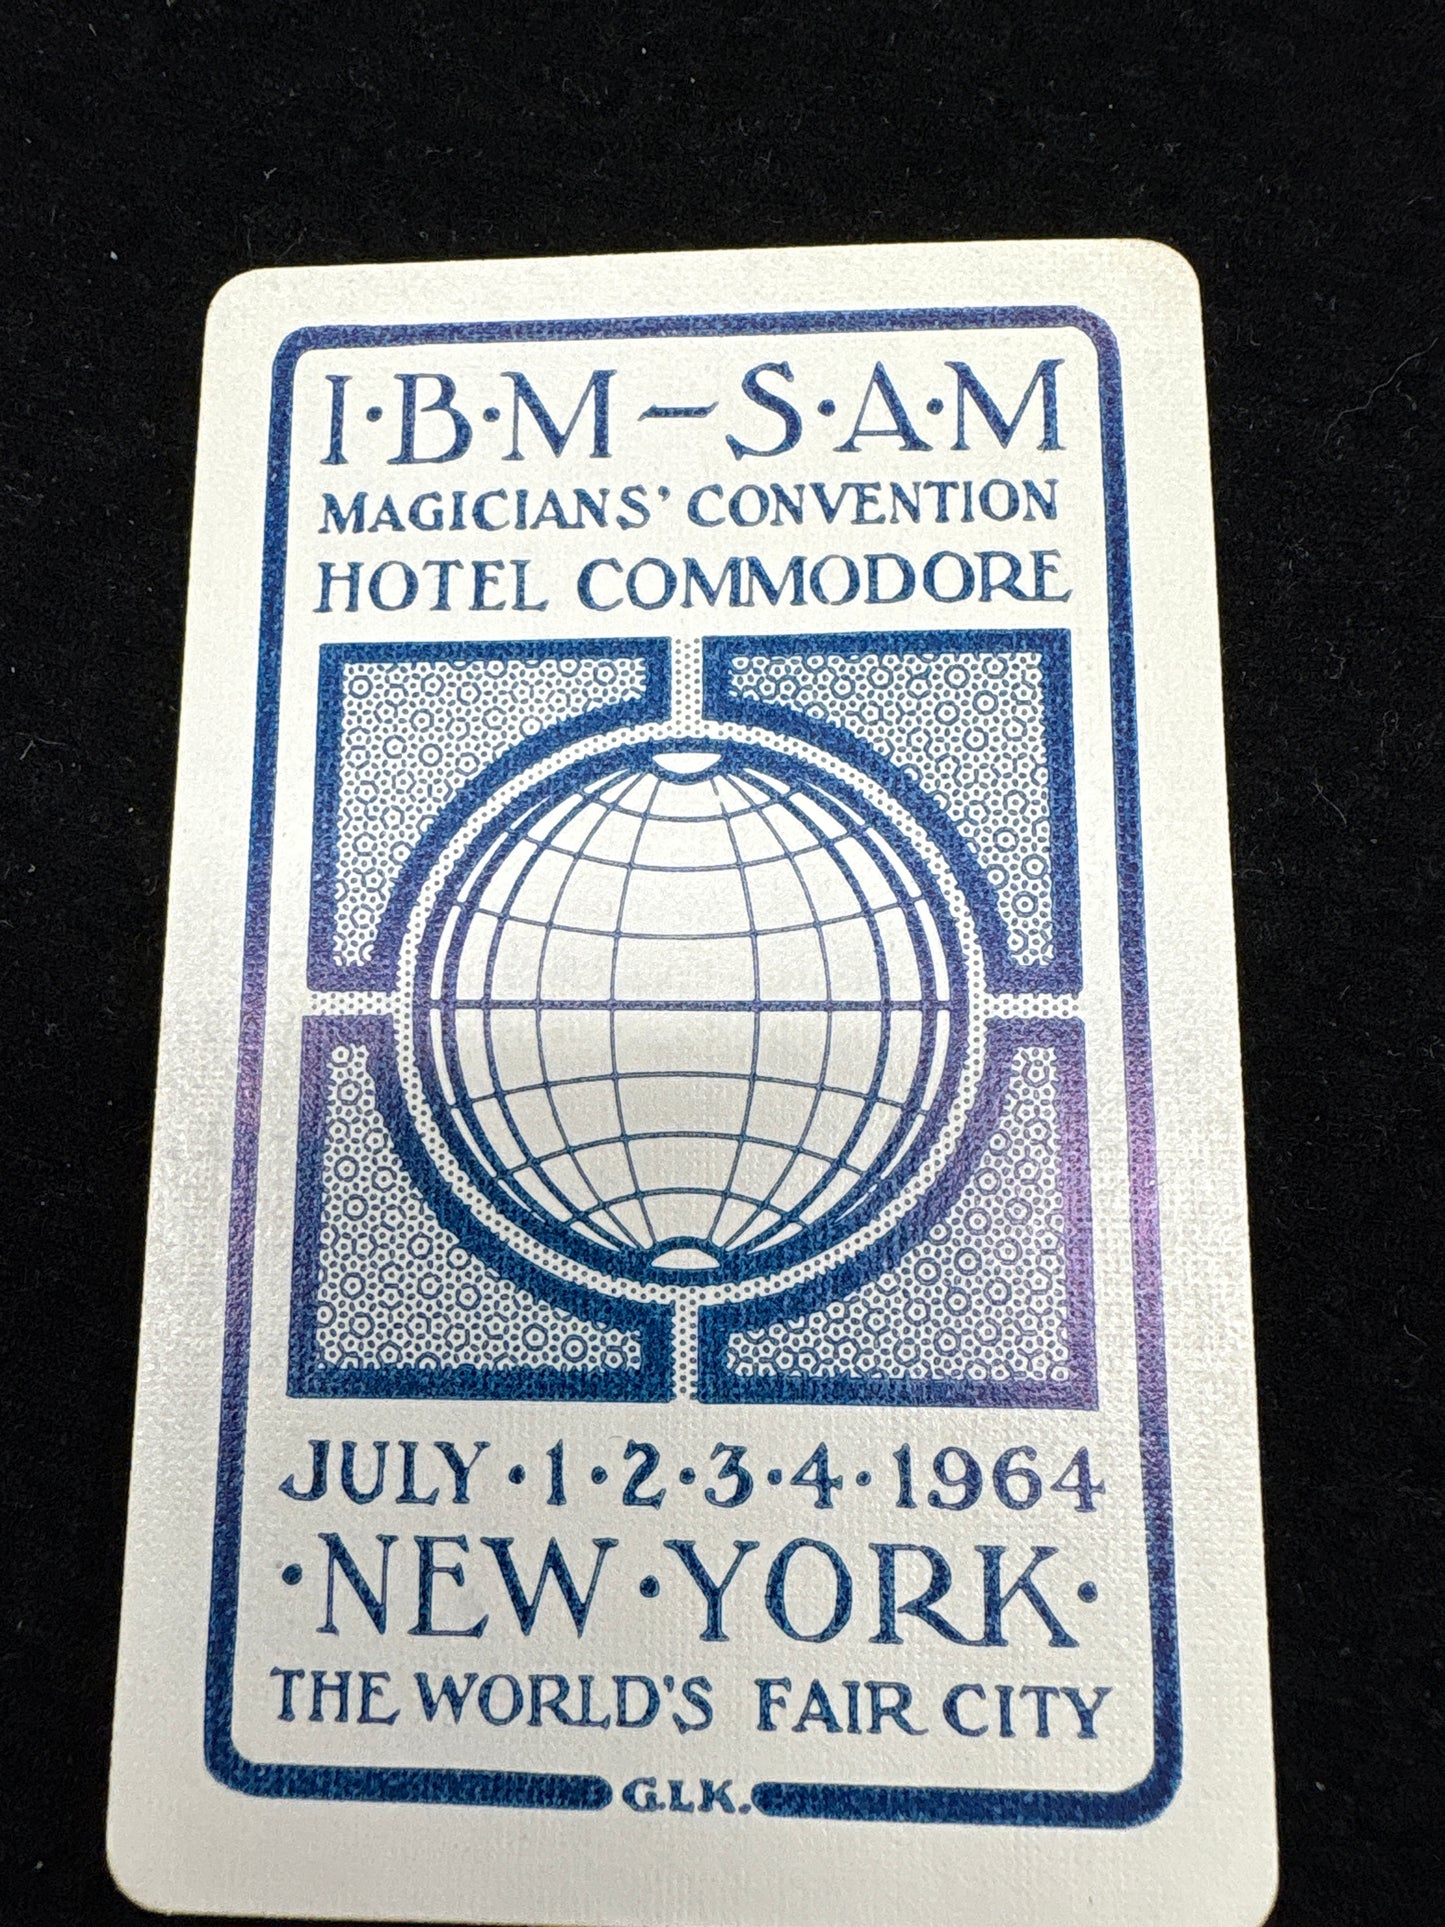 I·B·M – S·A·M
MAGICIANS' CONVENTION
HOTEL COMMODORE
JULY · 1 · 2 · 3 · 4 · 1964
· NEW · YORK ·
THE WORLD'S FAIR CITY
G.L.K.